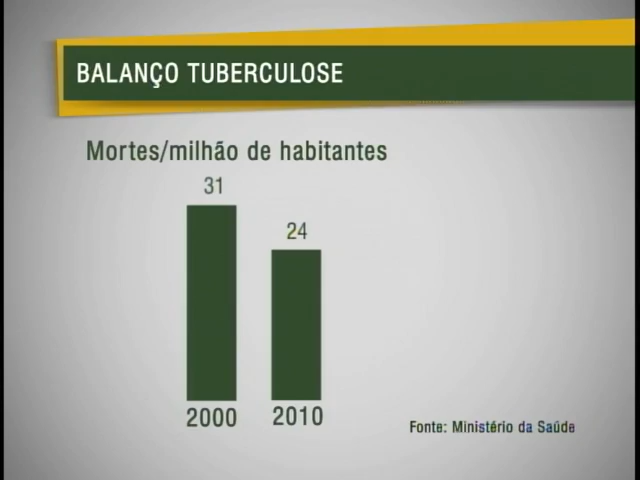 BALANÇO TUBERCULOSE
Mortes/milhão de habitantes
31
24
2000
2010
Fonte: Ministério da Saúde